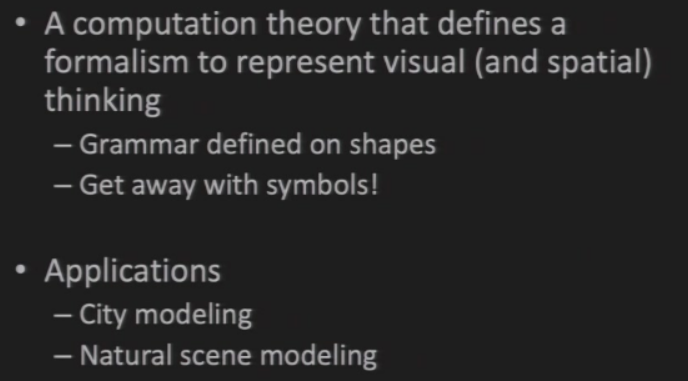 • A computation theory that defines a
formalism to represent visual (and spatial)
thinking
– Grammar defined on shapes
– Get away with symbols!
• Applications
– City modeling
– Natural scene modeling